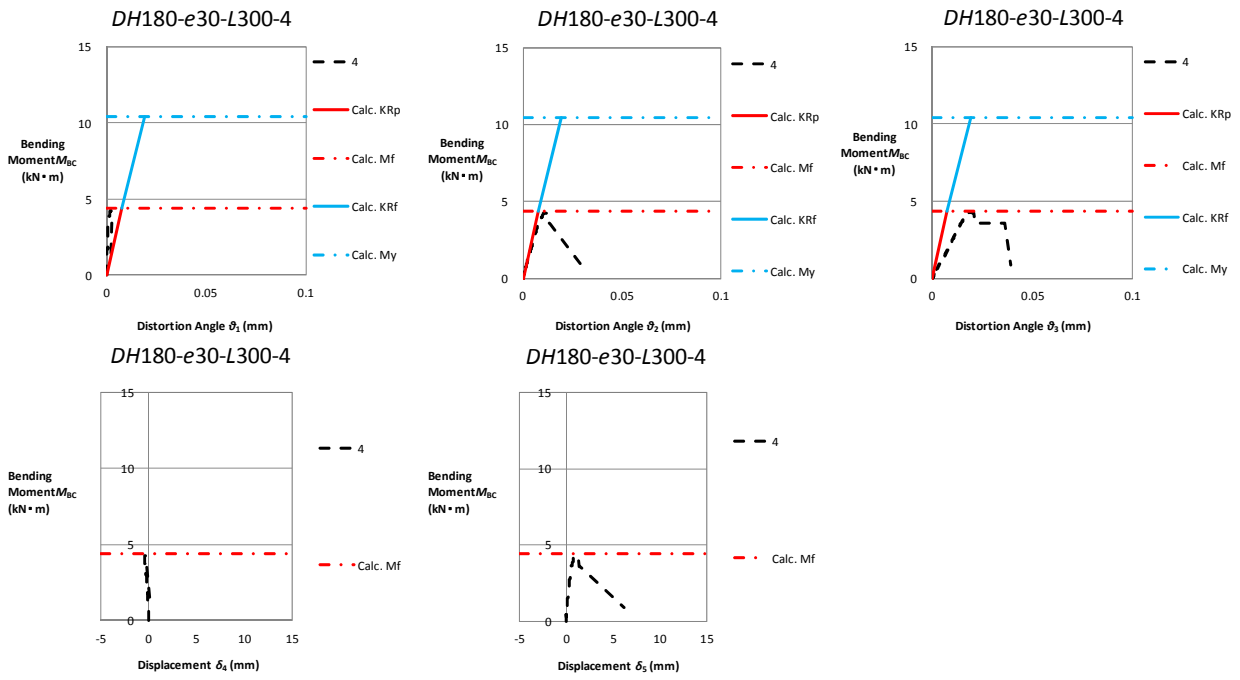 DH180-e30-L300-4
15
10
5
0
0
0.05
0.1
Bending
MomentMBC
(kN・m)
Distortion Angle ϑ1 (mm)
4
Calc. KRp
Calc. Mf
Calc. KRf
Calc. My
DH180-e30-L300-4
15
10
5
0
0
0.05
0.1
Bending
MomentMBC
(kN・m)
Distortion Angle ϑ2 (mm)
4
Calc. KRp
Calc. Mf
Calc. KRf
Calc. My
DH180-e30-L300-4
15
10
5
0
0
0.05
0.1
Bending
MomentMBC
(kN・m)
Distortion Angle ϑ3 (mm)
4
Calc. KRp
Calc. Mf
Calc. KRf
Calc. My
DH180-e30-L300-4
15
10
5
0
-5
0
5
10
15
Bending
MomentMBC
(kN・m)
Displacement δ4 (mm)
4
Calc. Mf
DH180-e30-L300-4
15
10
5
0
-5
0
5
10
15
Bending
MomentMBC
(kN・m)
Displacement δ5 (mm)
4
Calc. Mf